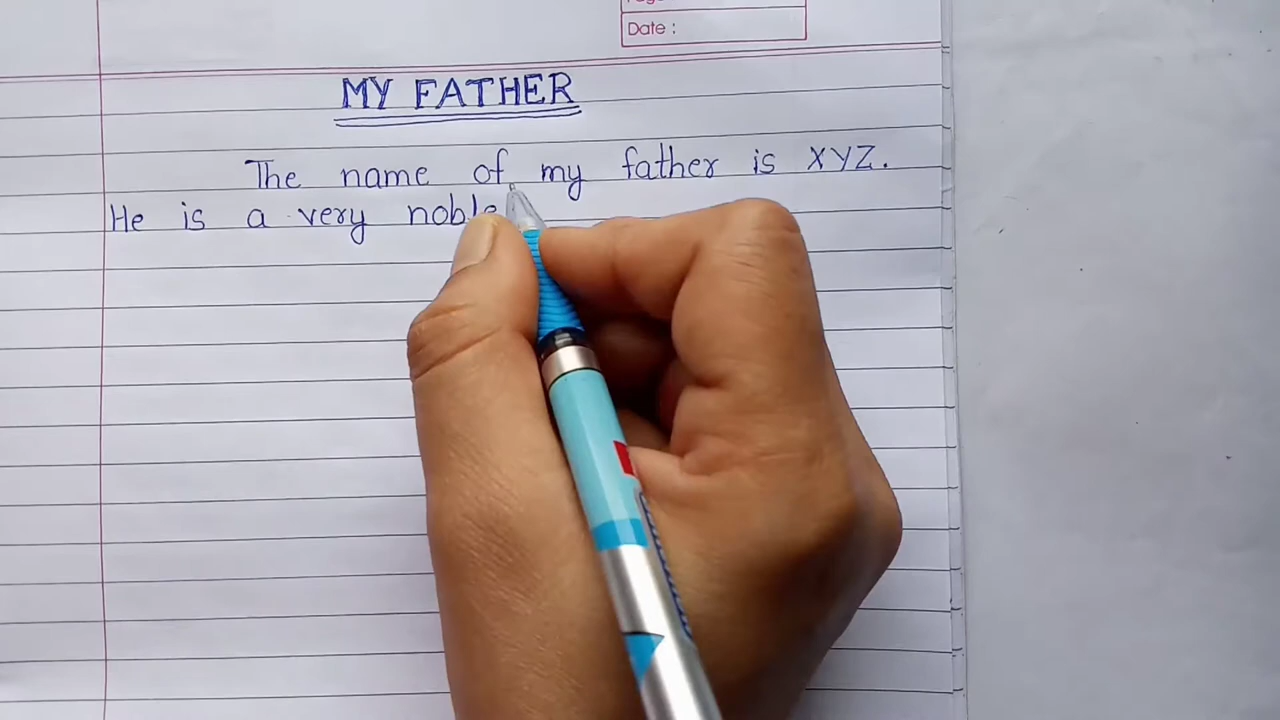 Date :
MY FATHER
The name of my father is XYZ.
He is a very noble